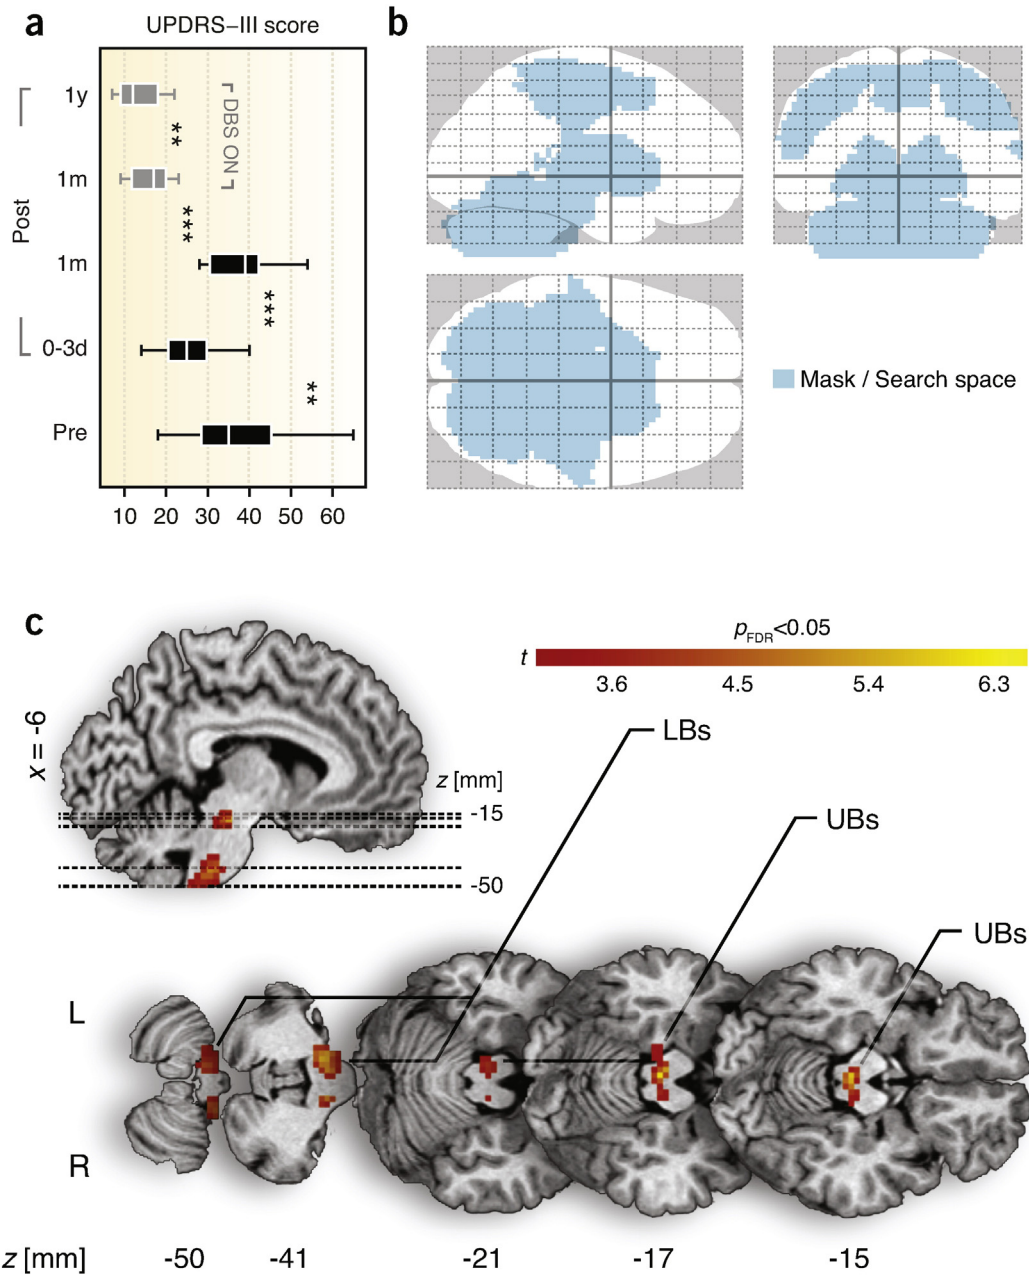 a
UPDRS–III score
1y
**
DBS ON
1m
***
Post
1m
***
0-3d
**
Pre
10 20 30 40 50 60
b
Mask / Search space
c
pFDR<0.05
t
3.6 4.5 5.4 6.3
x = -6
z [mm]
-15
-50
LBs
UBs
UBs
L
R
z [mm] -50 -41 -21 -17 -15